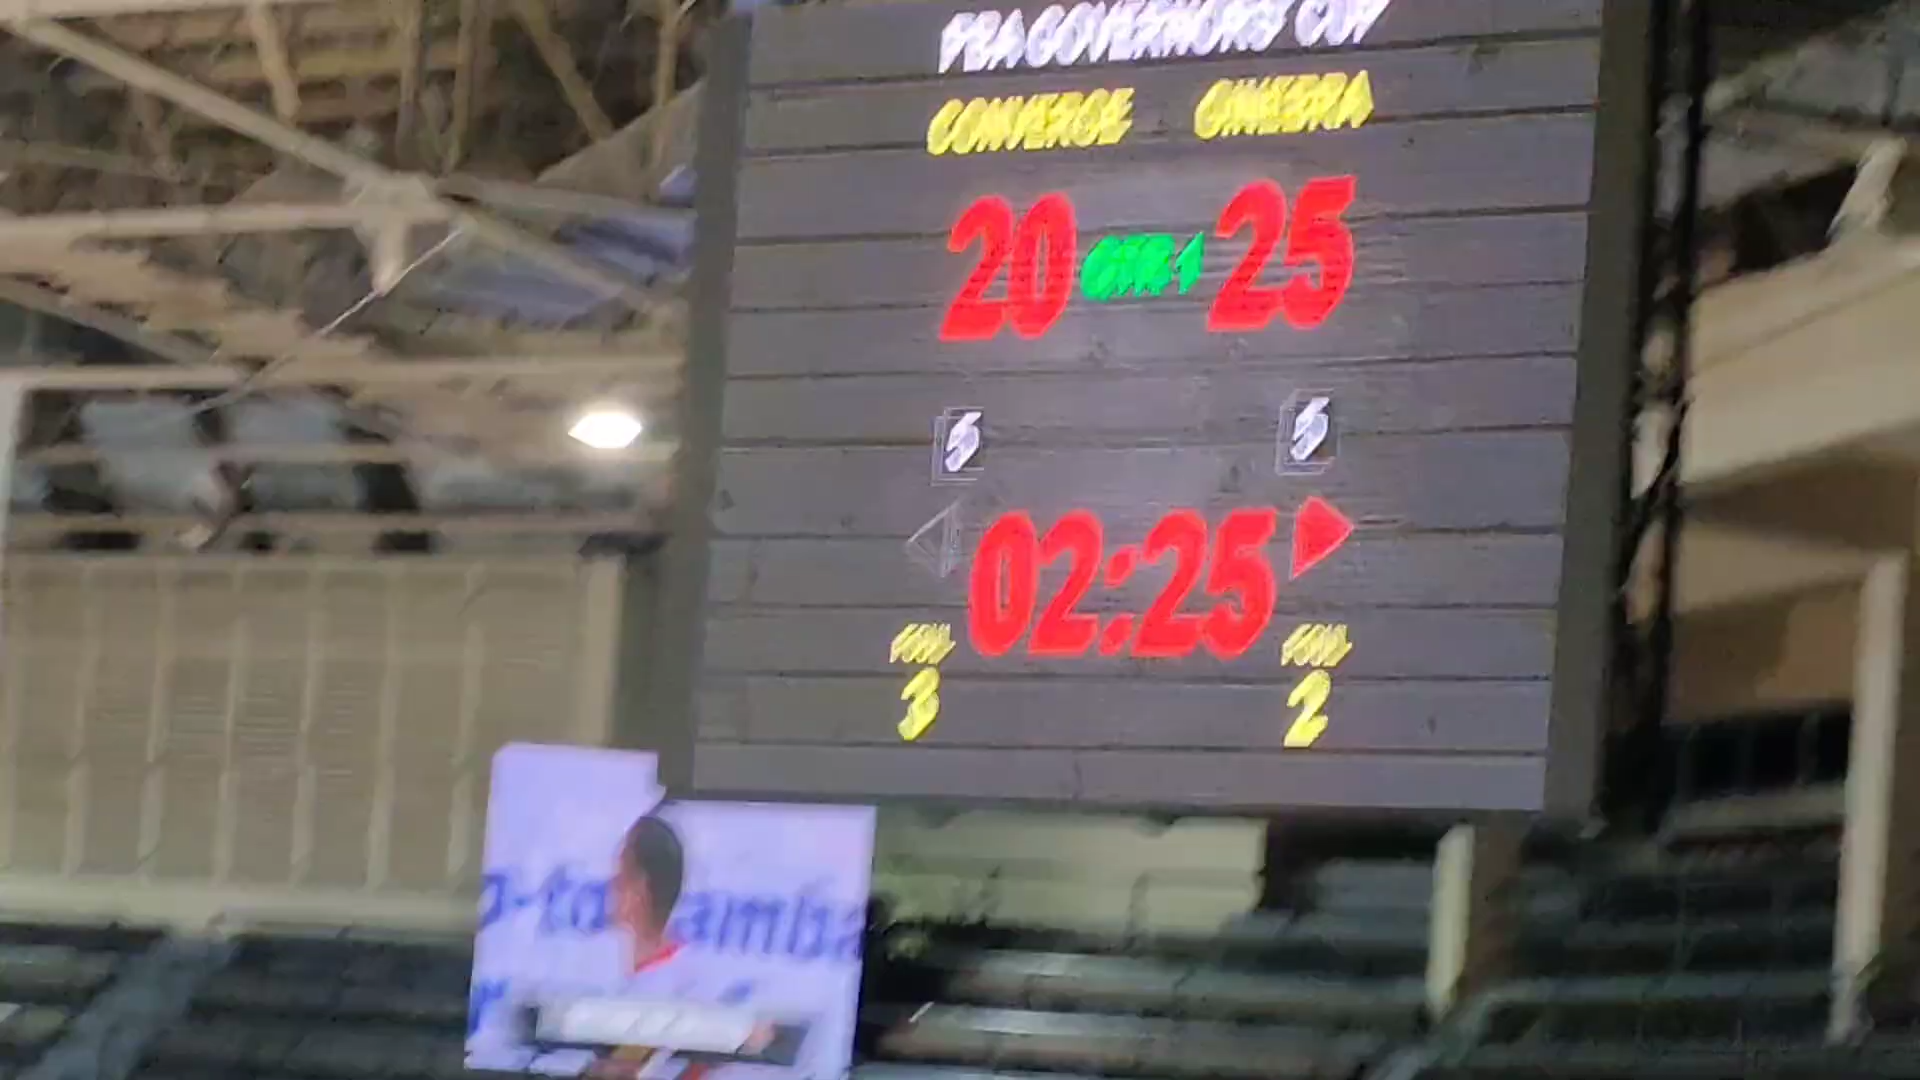 PBA GOVERNORS' CUP
CONVERGE GINEBRA
20 QTR 1 25
5 5
02:25
FOUL FOUL
3 2